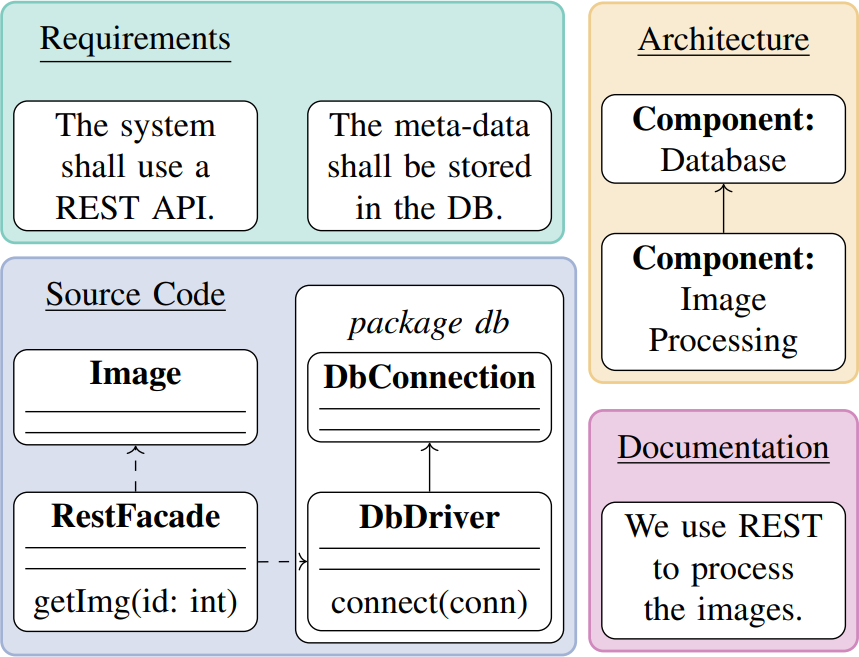 Requirements
The system
shall use a
REST API.
The meta-data
shall be stored
in the DB.
Architecture
Component:
Database
Component:
Image
Processing
Source Code
Image
RestFacade
getImg(id: int)
package db
DbConnection
DbDriver
connect(conn)
Documentation
We use REST
to process
the images.